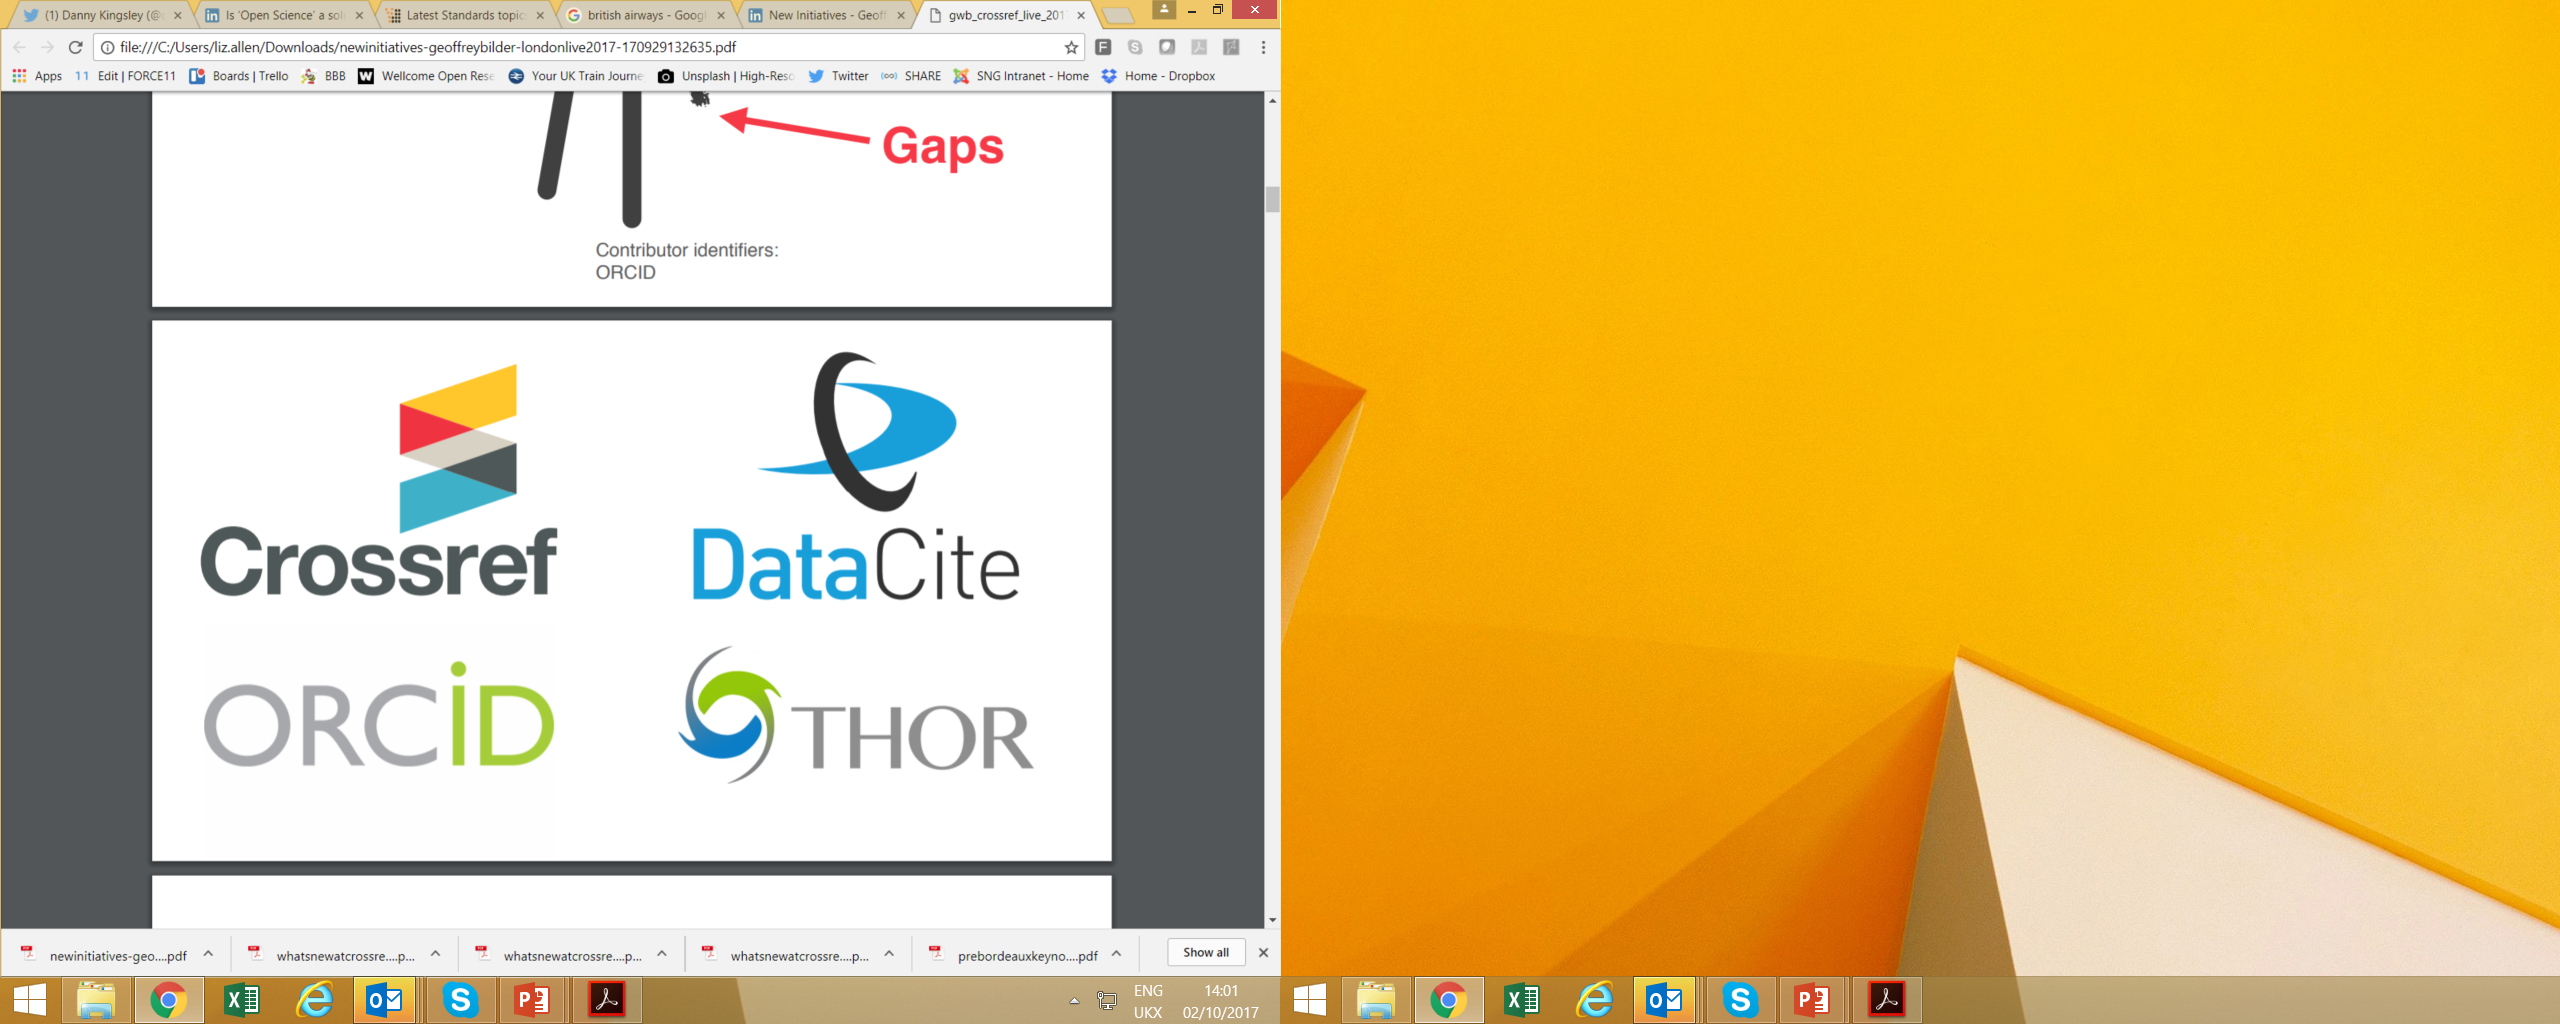 (1) Danny Kingsley (@
Is 'Open Science' a sol
Latest Standards topic
british airways - Goog
New Initiatives - Geoff
gwb_crossref_live_201
file:///C:/Users/liz.allen/Downloads/newinitiatives-geoffreybilder-londonlive2017-170929132635.pdf
Apps
Edit | FORCE11
Boards | Trello
BBB
Wellcome Open Rese
Your UK Train Journe
Unsplash | High-Reso
Twitter
SHARE
SNG Intranet - Home
Home - Dropbox
Gaps
Contributor identifiers:
ORCID
Crossref
DataCite
ORCiD
THOR
newinitiatives-geo....pdf
whatsnewatcrossre....p...
whatsnewatcrossre....p...
whatsnewatcrossre....p...
prebordeauxkeyno....pdf
Show all
ENG
UKX
14:01
02/10/2017